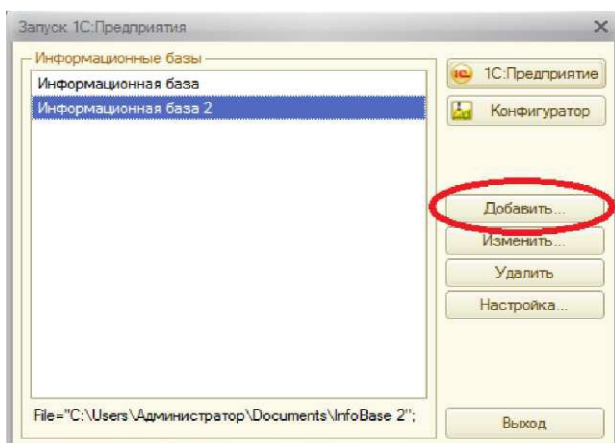 Запуск 1С:Предприятия
Информационные базы
Информационная база
Информационная база 2
1С:Предприятие
Конфигуратор
Добавить...
Изменить...
Удалить
Настройка...
File="C:\Users\Администратор\Documents\InfoBase 2";
Выход